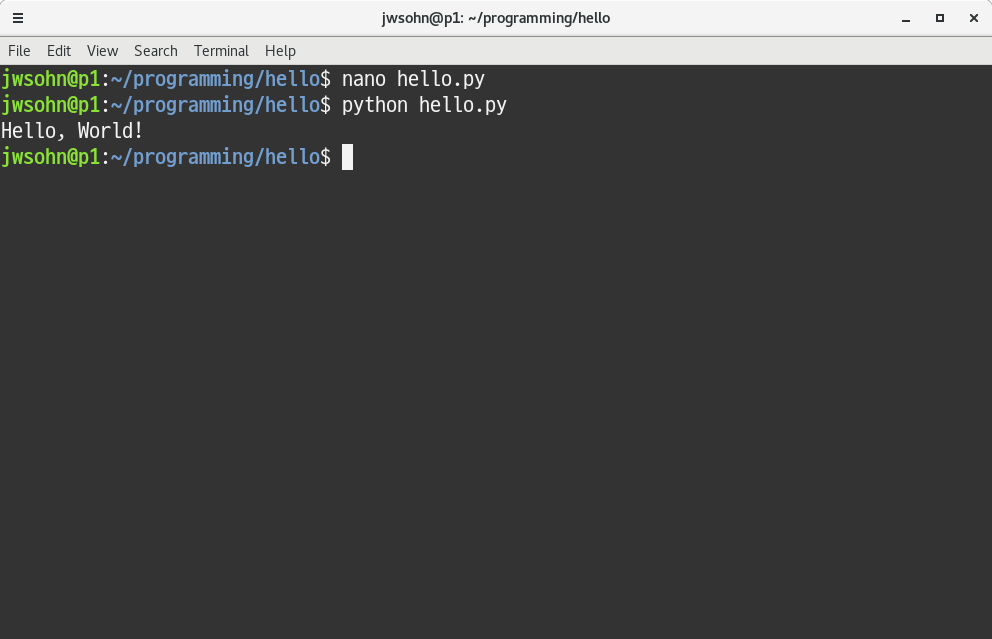 jwsohn@p1: ~/programming/hello
File Edit View Search Terminal Help
jwsohn@p1:~/programming/hello$ nano hello.py
jwsohn@p1:~/programming/hello$ python hello.py
Hello, World!
jwsohn@p1:~/programming/hello$